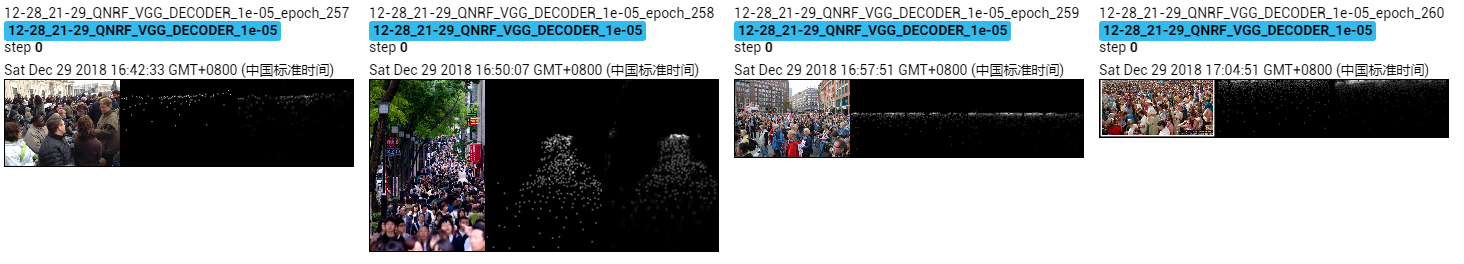 12-28_21-29_QNRF_VGG_DECODER_1e-05_epoch_257
12-28_21-29_QNRF_VGG_DECODER_1e-05
step 0
Sat Dec 29 2018 16:42:33 GMT+0800 (中国标准时间)
12-28_21-29_QNRF_VGG_DECODER_1e-05_epoch_258
12-28_21-29_QNRF_VGG_DECODER_1e-05
step 0
Sat Dec 29 2018 16:50:07 GMT+0800 (中国标准时间)
12-28_21-29_QNRF_VGG_DECODER_1e-05_epoch_259
12-28_21-29_QNRF_VGG_DECODER_1e-05
step 0
Sat Dec 29 2018 16:57:51 GMT+0800 (中国标准时间)
12-28_21-29_QNRF_VGG_DECODER_1e-05_epoch_260
12-28_21-29_QNRF_VGG_DECODER_1e-05
step 0
Sat Dec 29 2018 17:04:51 GMT+0800 (中国标准时间)